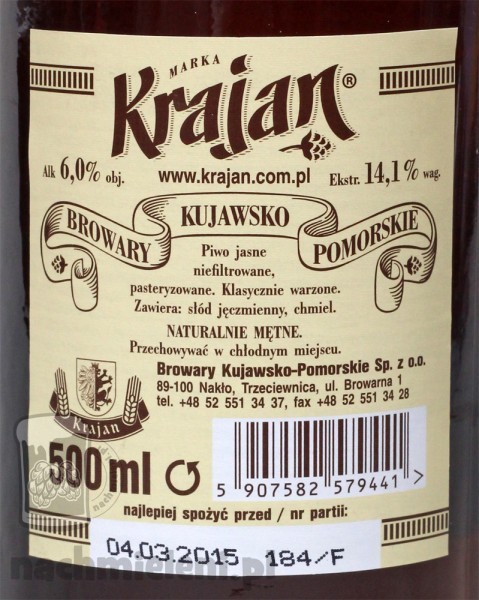 MARKA
Krajan®
Alk 6,0% obj.
www.krajan.com.pl
Ekstr. 14,1% wag.
BROWARY KUJAWSKO POMORSKIE
Piwo jasne
niefiltrowane,
pasteryzowane. Klasycznie warzone.
Zawiera: słód jęczmienny, chmiel.
NATURALNIE MĘTNE.
Przechowywać w chłodnym miejscu.
Browary Kujawsko-Pomorskie Sp. z o.o.
89-100 Nakło, Trzeciewnica, ul. Browarna 1
tel. +48 52 551 34 37, fax +48 52 551 34 28
Krajan
500 ml
5 907582 579441 >
najlepiej spożyć przed / nr partii:
04.03.2015 184/F
nachmieleni.pl